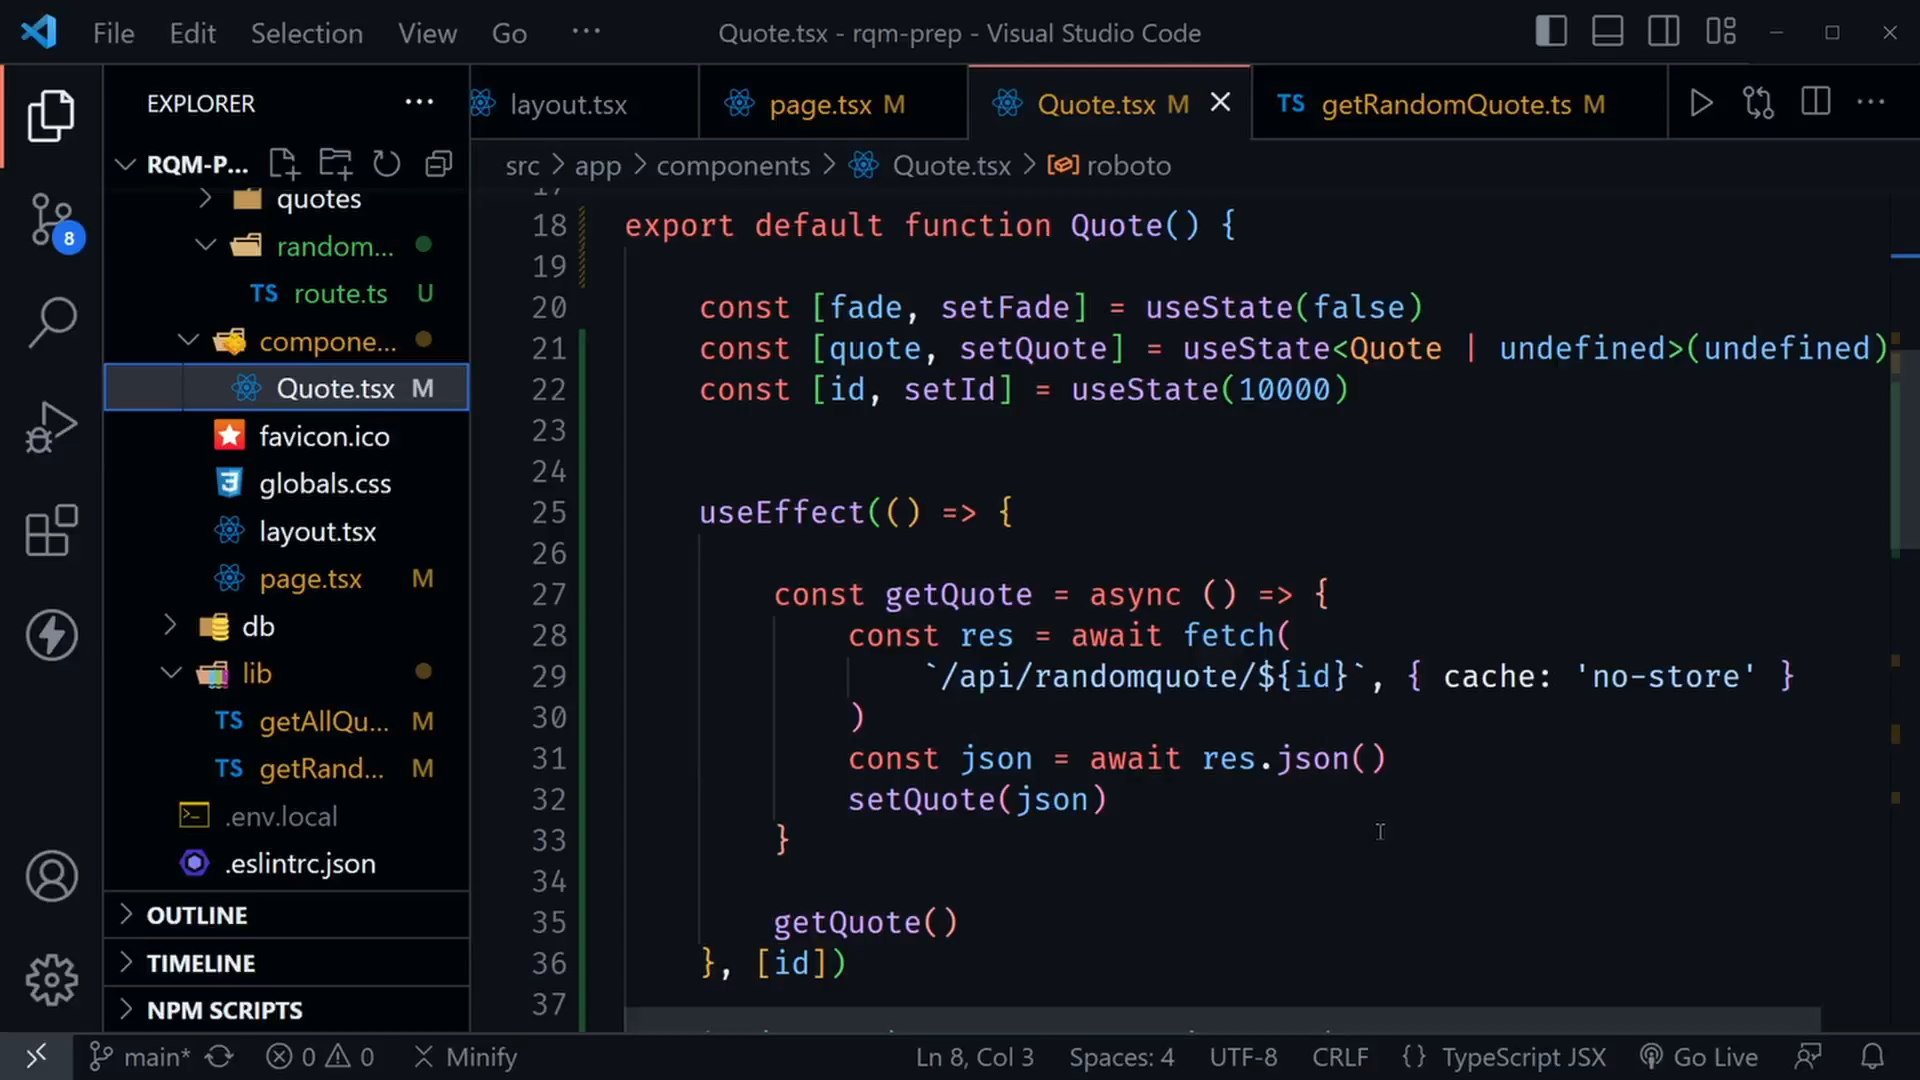 File Edit Selection View Go ··· Quote.tsx - rqm-prep - Visual Studio Code
EXPLORER ···
layout.tsx
page.tsx M
Quote.tsx M
TS getRandomQuote.ts M
RQM-P...
src > app > components > Quote.tsx > roboto
quotes
random...
TS route.ts U
compone...
Quote.tsx M
favicon.ico
globals.css
layout.tsx
page.tsx M
db
lib
TS getAllQu... M
TS getRand... M
.env.local
.eslintrc.json
OUTLINE
TIMELINE
NPM SCRIPTS
8
17
18 export default function Quote() {
19
20 const [fade, setFade] = useState(false)
21 const [quote, setQuote] = useState<Quote | undefined>(undefined)
22 const [id, setId] = useState(10000)
23
24
25 useEffect(() => {
26
27 const getQuote = async () => {
28 const res = await fetch(
29 `/api/randomquote/${id}`, { cache: 'no-store' }
30 )
31 const json = await res.json()
32 setQuote(json)
33 }
34
35 getQuote()
36 }, [id])
37
main* 0 0 Minify Ln 8, Col 3 Spaces: 4 UTF-8 CRLF {} TypeScript JSX Go Live